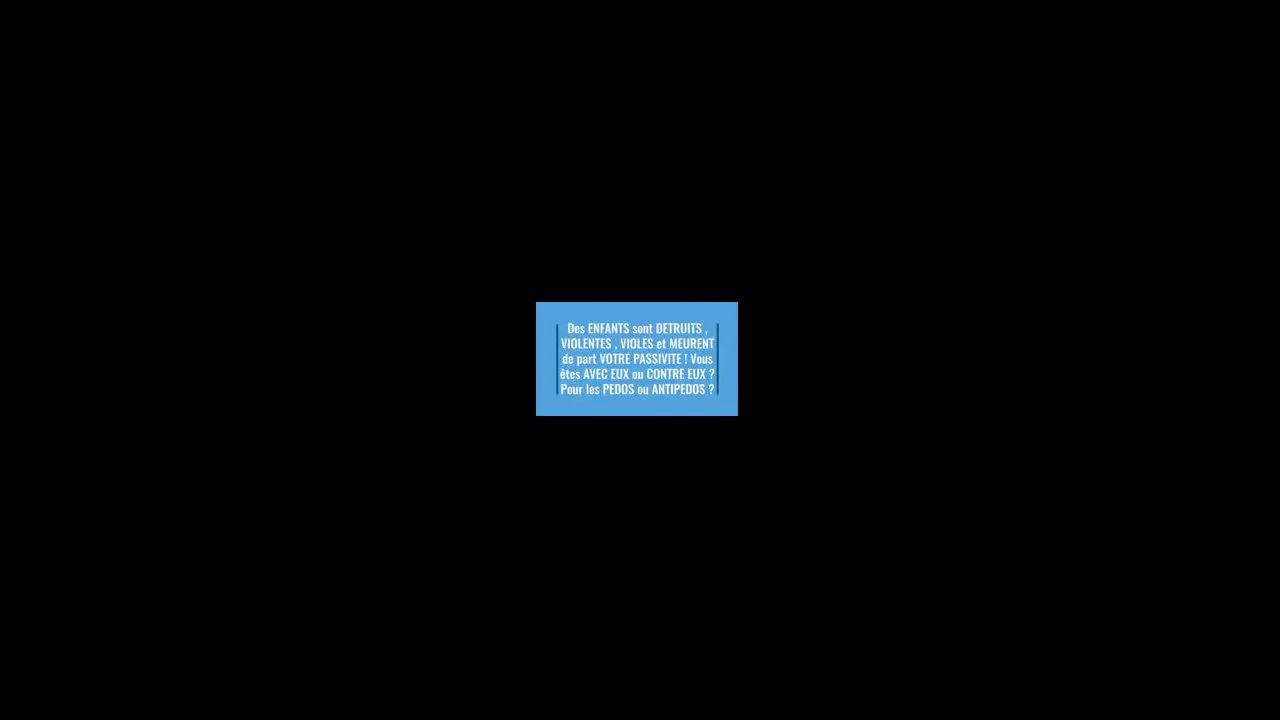 Des ENFANTS sont DETRUITS ,
VIOLENTES , VIOLES et MEURENT
de part VOTRE PASSIVITE ! Vous
êtes AVEC EUX ou CONTRE EUX ?
Pour les PEDOS ou ANTIPEDOS ?